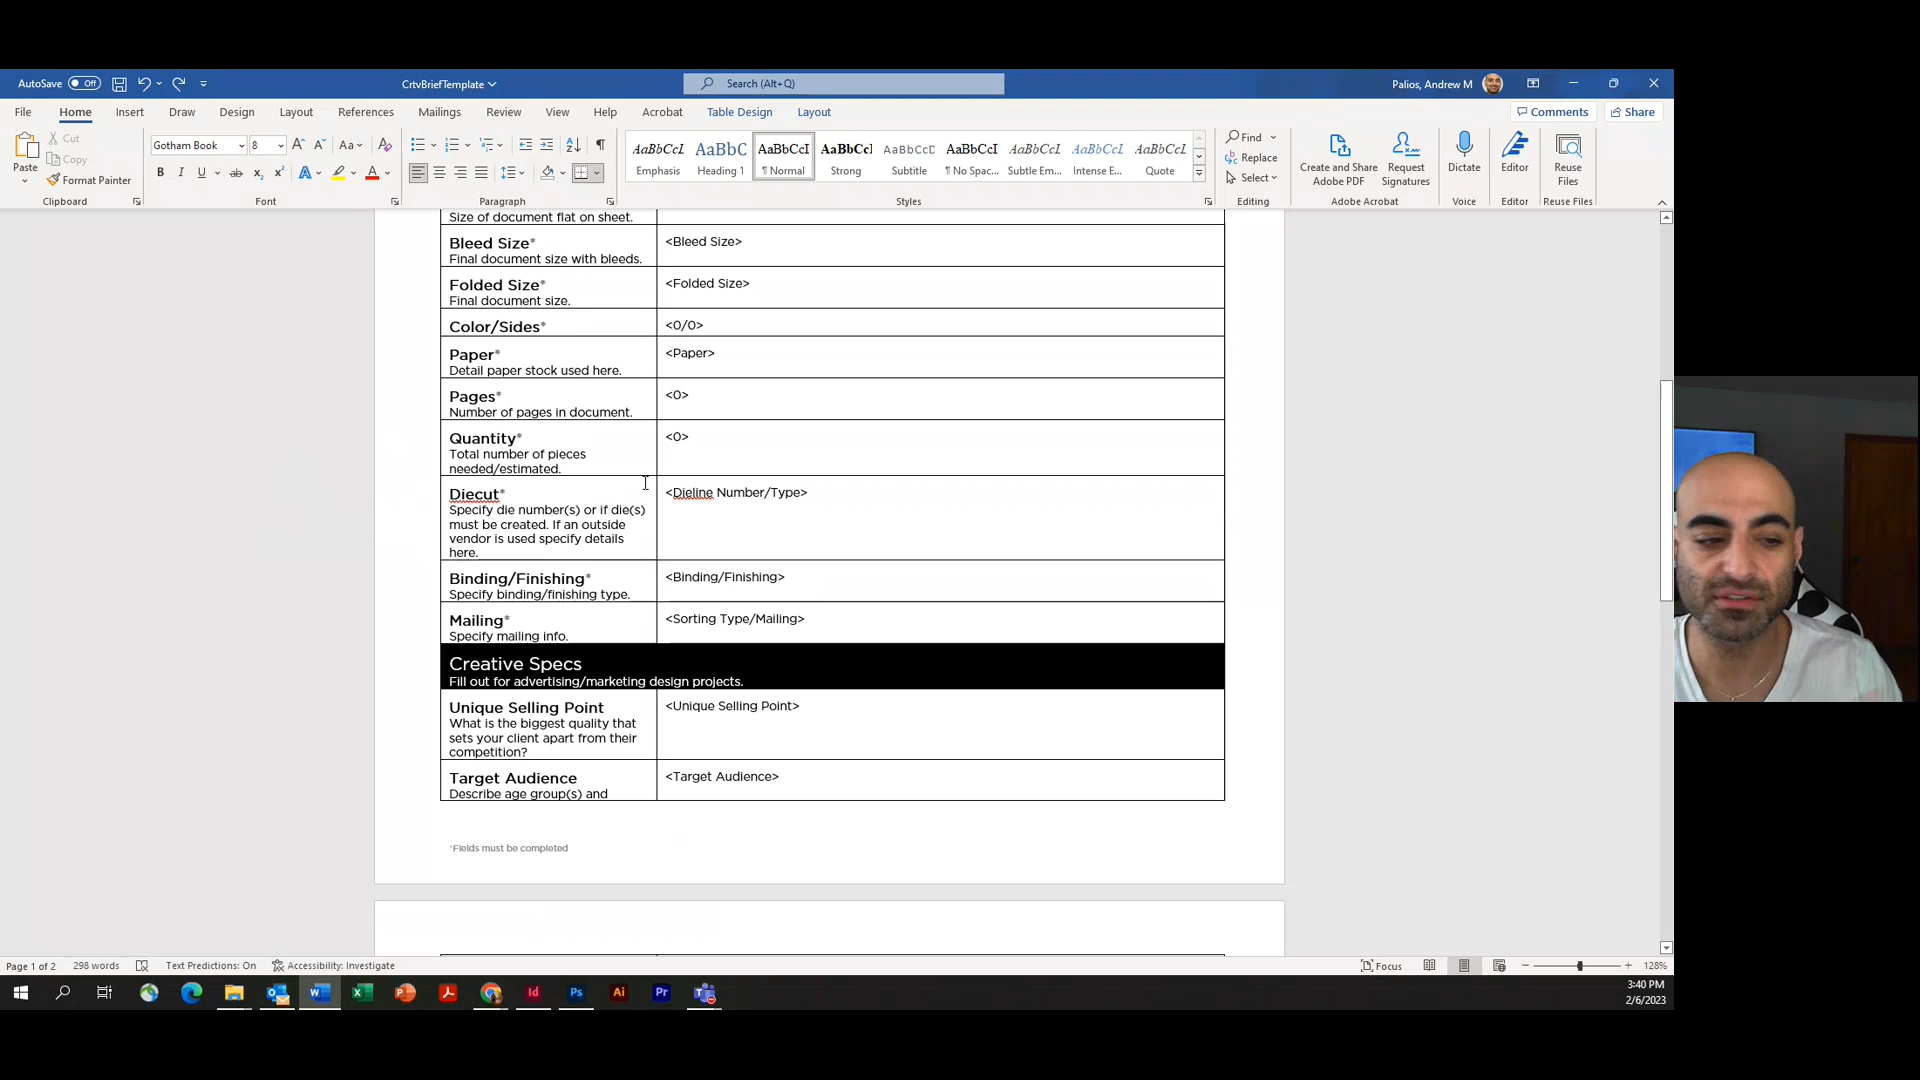 AutoSave Off CrtvBriefTemplate Search (Alt+Q) Palios, Andrew M
File Home Insert Draw Design Layout References Mailings Review View Help Acrobat Table Design Layout Comments Share
Paste Cut Copy Format Painter
Gotham Book 8
AaBbCcL AaBbC AaBbCcI AaBbCcI AaBbCcD AaBbCcI AaBbCcL AaBbCcL AaBbCcL
Emphasis Heading 1 ¶ Normal Strong Subtitle ¶ No Spac... Subtle Em... Intense E... Quote
Find Replace Select
Create and Share Adobe PDF
Request Signatures
Dictate Editor Reuse Files
Clipboard Font Paragraph Styles Editing Adobe Acrobat Voice Editor Reuse Files
Size of document flat on sheet.
Bleed Size* <Bleed Size>
Final document size with bleeds.
Folded Size* <Folded Size>
Final document size.
Color/Sides* <0/0>
Paper* <Paper>
Detail paper stock used here.
Pages* <0>
Number of pages in document.
Quantity* <0>
Total number of pieces
needed/estimated.
Diecut* <Dieline Number/Type>
Specify die number(s) or if die(s)
must be created. If an outside
vendor is used specify details
here.
Binding/Finishing* <Binding/Finishing>
Specify binding/finishing type.
Mailing* <Sorting Type/Mailing>
Specify mailing info.
Creative Specs
Fill out for advertising/marketing design projects.
Unique Selling Point <Unique Selling Point>
What is the biggest quality that
sets your client apart from their
competition?
Target Audience <Target Audience>
Describe age group(s) and
*Fields must be completed
Page 1 of 2 298 words Text Predictions: On Accessibility: Investigate Focus 128%
3:40 PM
2/6/2023